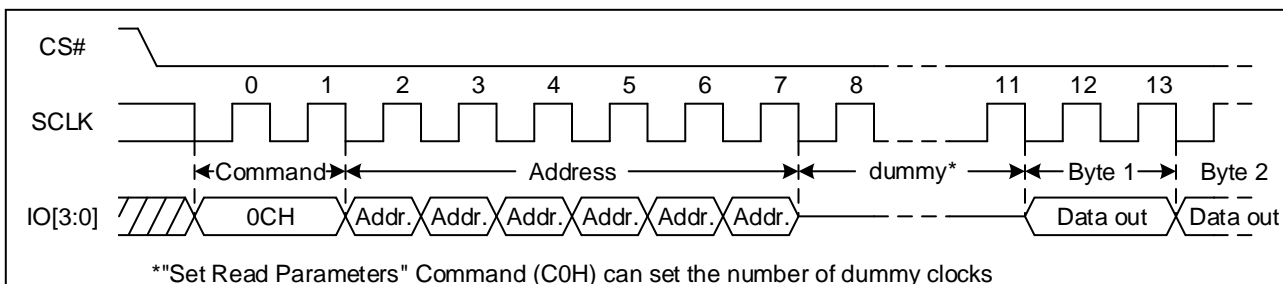 CS#
0 1 2 3 4 5 6 7 8 11 12 13
SCLK
Command Address dummy* Byte 1 Byte 2
IO[3:0] 0CH Addr. Addr. Addr. Addr. Addr. Addr. Data out Data out
*"Set Read Parameters" Command (C0H) can set the number of dummy clocks